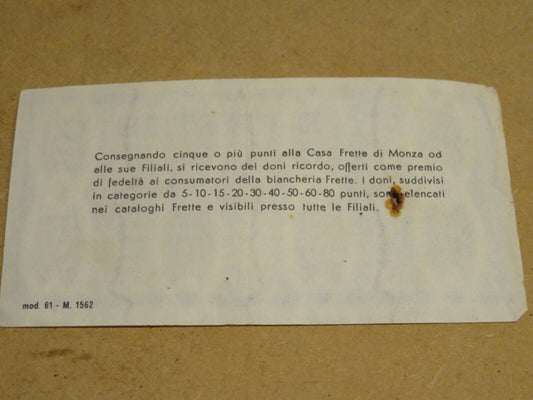 Consegnando cinque o più punti alla Casa Frette di Monza od
alle sue Filiali, si ricevono dei doni ricordo, offerti come premio
di fedeltà ai consumatori della biancheria Frette. I doni, suddivisi
in categorie da 5-10-15-20-30-40-50-60-80 punti, sono elencati
nei cataloghi Frette e visibili presso tutte le Filiali.
mod. 61 - M. 1562